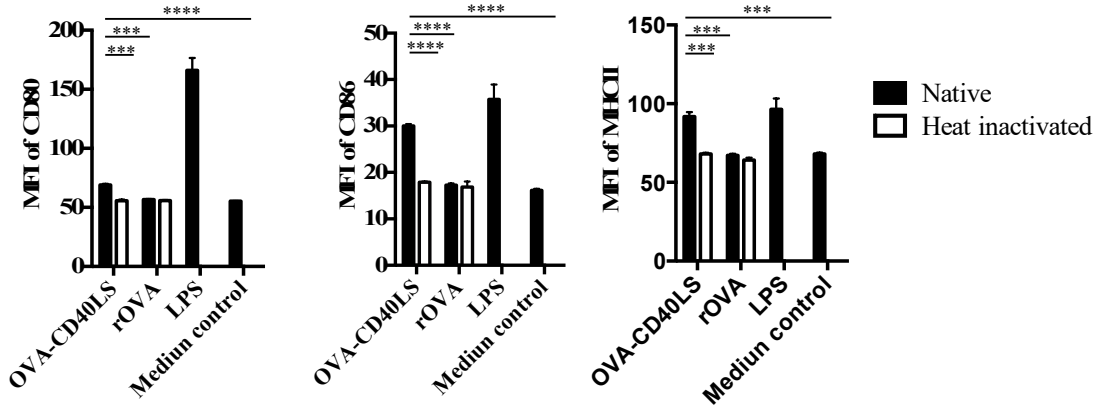 ****
***
***
200
150
100
50
0
MFI of CD80
OVA-CD40LS
rOVA
LPS
Mediun control
****
****
****
50
40
30
20
10
0
MFI of CD86
OVA-CD40LS
rOVA
LPS
Mediun control
***
***
***
150
100
50
0
MFI of MHCII
OVA-CD40LS
rOVA
LPS
Mediun control
Native
Heat inactivated